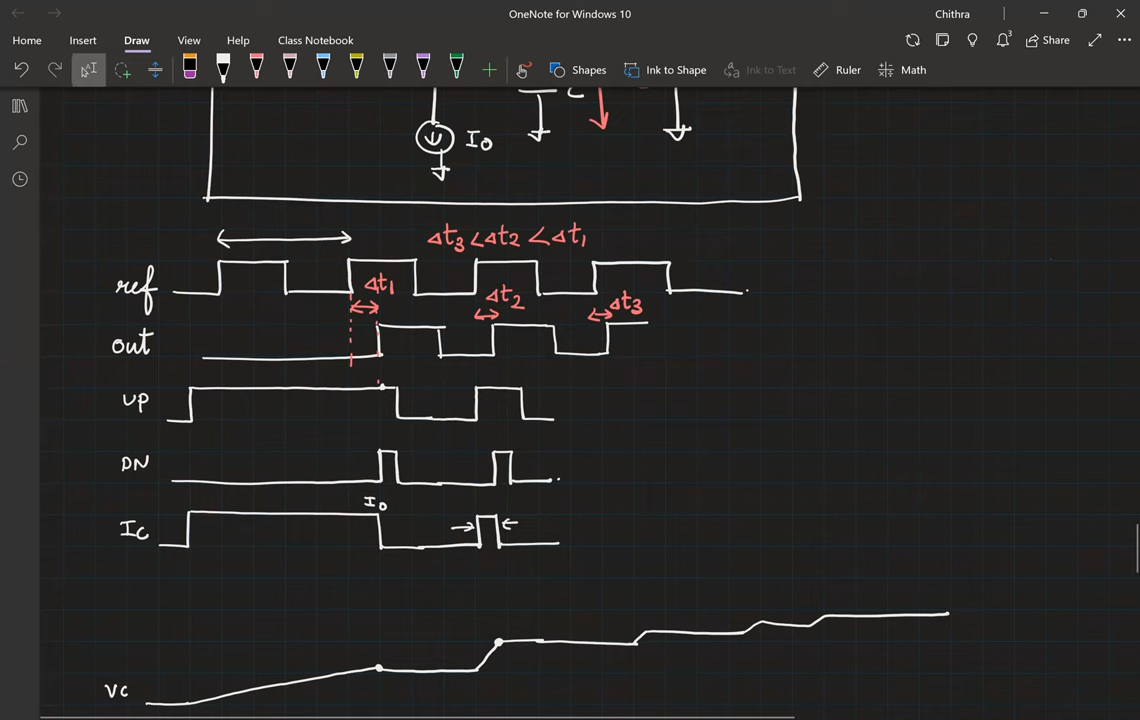 OneNote for Windows 10
Chithra
Home Insert Draw View Help Class Notebook
Share
Shapes Ink to Shape Ink to Text Ruler Math
C
I0
Δt3 < Δt2 < Δt1
ref
Δt1
Δt2
Δt3
out
UP
DN
I0
Ic
Vc